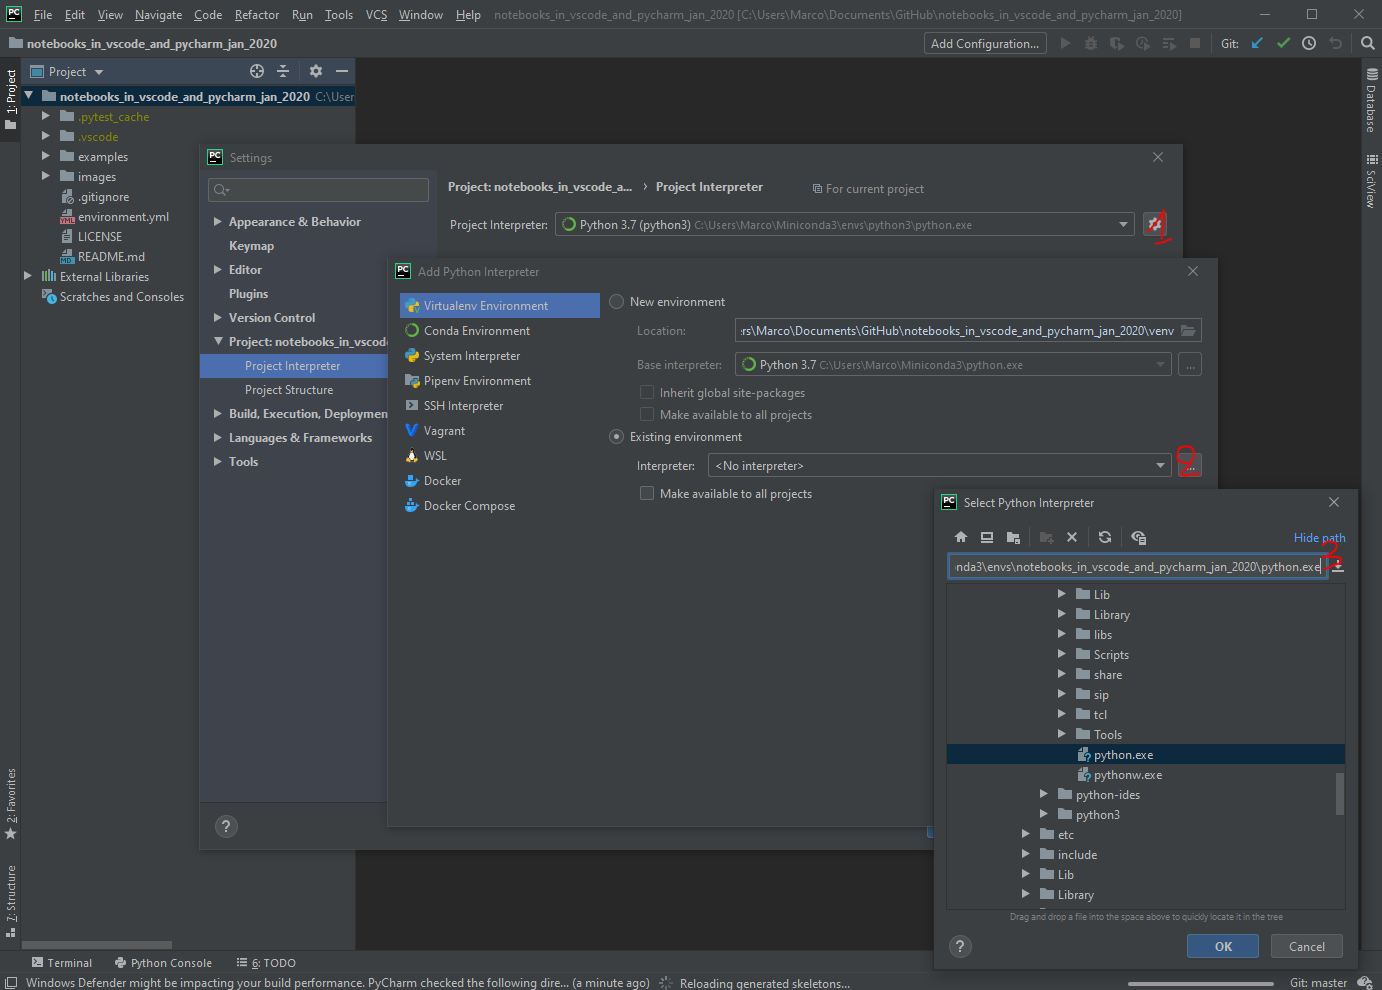 File Edit View Navigate Code Refactor Run Tools VCS Window Help notebooks_in_vscode_and_pycharm_jan_2020 [C:\Users\Marco\Documents\GitHub\notebooks_in_vscode_and_pycharm_jan_2020]
notebooks_in_vscode_and_pycharm_jan_2020 Add Configuration... Git:
1: Project
Project
notebooks_in_vscode_and_pycharm_jan_2020 C:\User
.pytest_cache
.vscode
examples
images
.gitignore
environment.yml
LICENSE
README.md
External Libraries
Scratches and Consoles
Database
SciView
2: Favorites
7: Structure
Settings
Project: notebooks_in_vscode_a... › Project Interpreter For current project
Project Interpreter: Python 3.7 (python3) C:\Users\Marco\Miniconda3\envs\python3\python.exe
1
Appearance & Behavior
Keymap
Editor
Plugins
Version Control
Project: notebooks_in_vscod
Project Interpreter
Project Structure
Build, Execution, Deploymen
Languages & Frameworks
Tools
?
Add Python Interpreter
Virtualenv Environment
Conda Environment
System Interpreter
Pipenv Environment
SSH Interpreter
Vagrant
WSL
Docker
Docker Compose
New environment
Location: rs\Marco\Documents\GitHub\notebooks_in_vscode_and_pycharm_jan_2020\venv
Base interpreter: Python 3.7 C:\Users\Marco\Miniconda3\python.exe ...
Inherit global site-packages
Make available to all projects
Existing environment
Interpreter: <No interpreter> ...
2
Make available to all projects
Select Python Interpreter
Hide path
3
onda3\envs\notebooks_in_vscode_and_pycharm_jan_2020\python.exe
Lib
Library
libs
Scripts
share
sip
tcl
Tools
python.exe
pythonw.exe
python-ides
python3
etc
include
Lib
Library
Drag and drop a file into the space above to quickly locate it in the tree
? OK Cancel
Terminal Python Console 6: TODO
Windows Defender might be impacting your build performance. PyCharm checked the following dire... (a minute ago) Reloading generated skeletons... Git: master